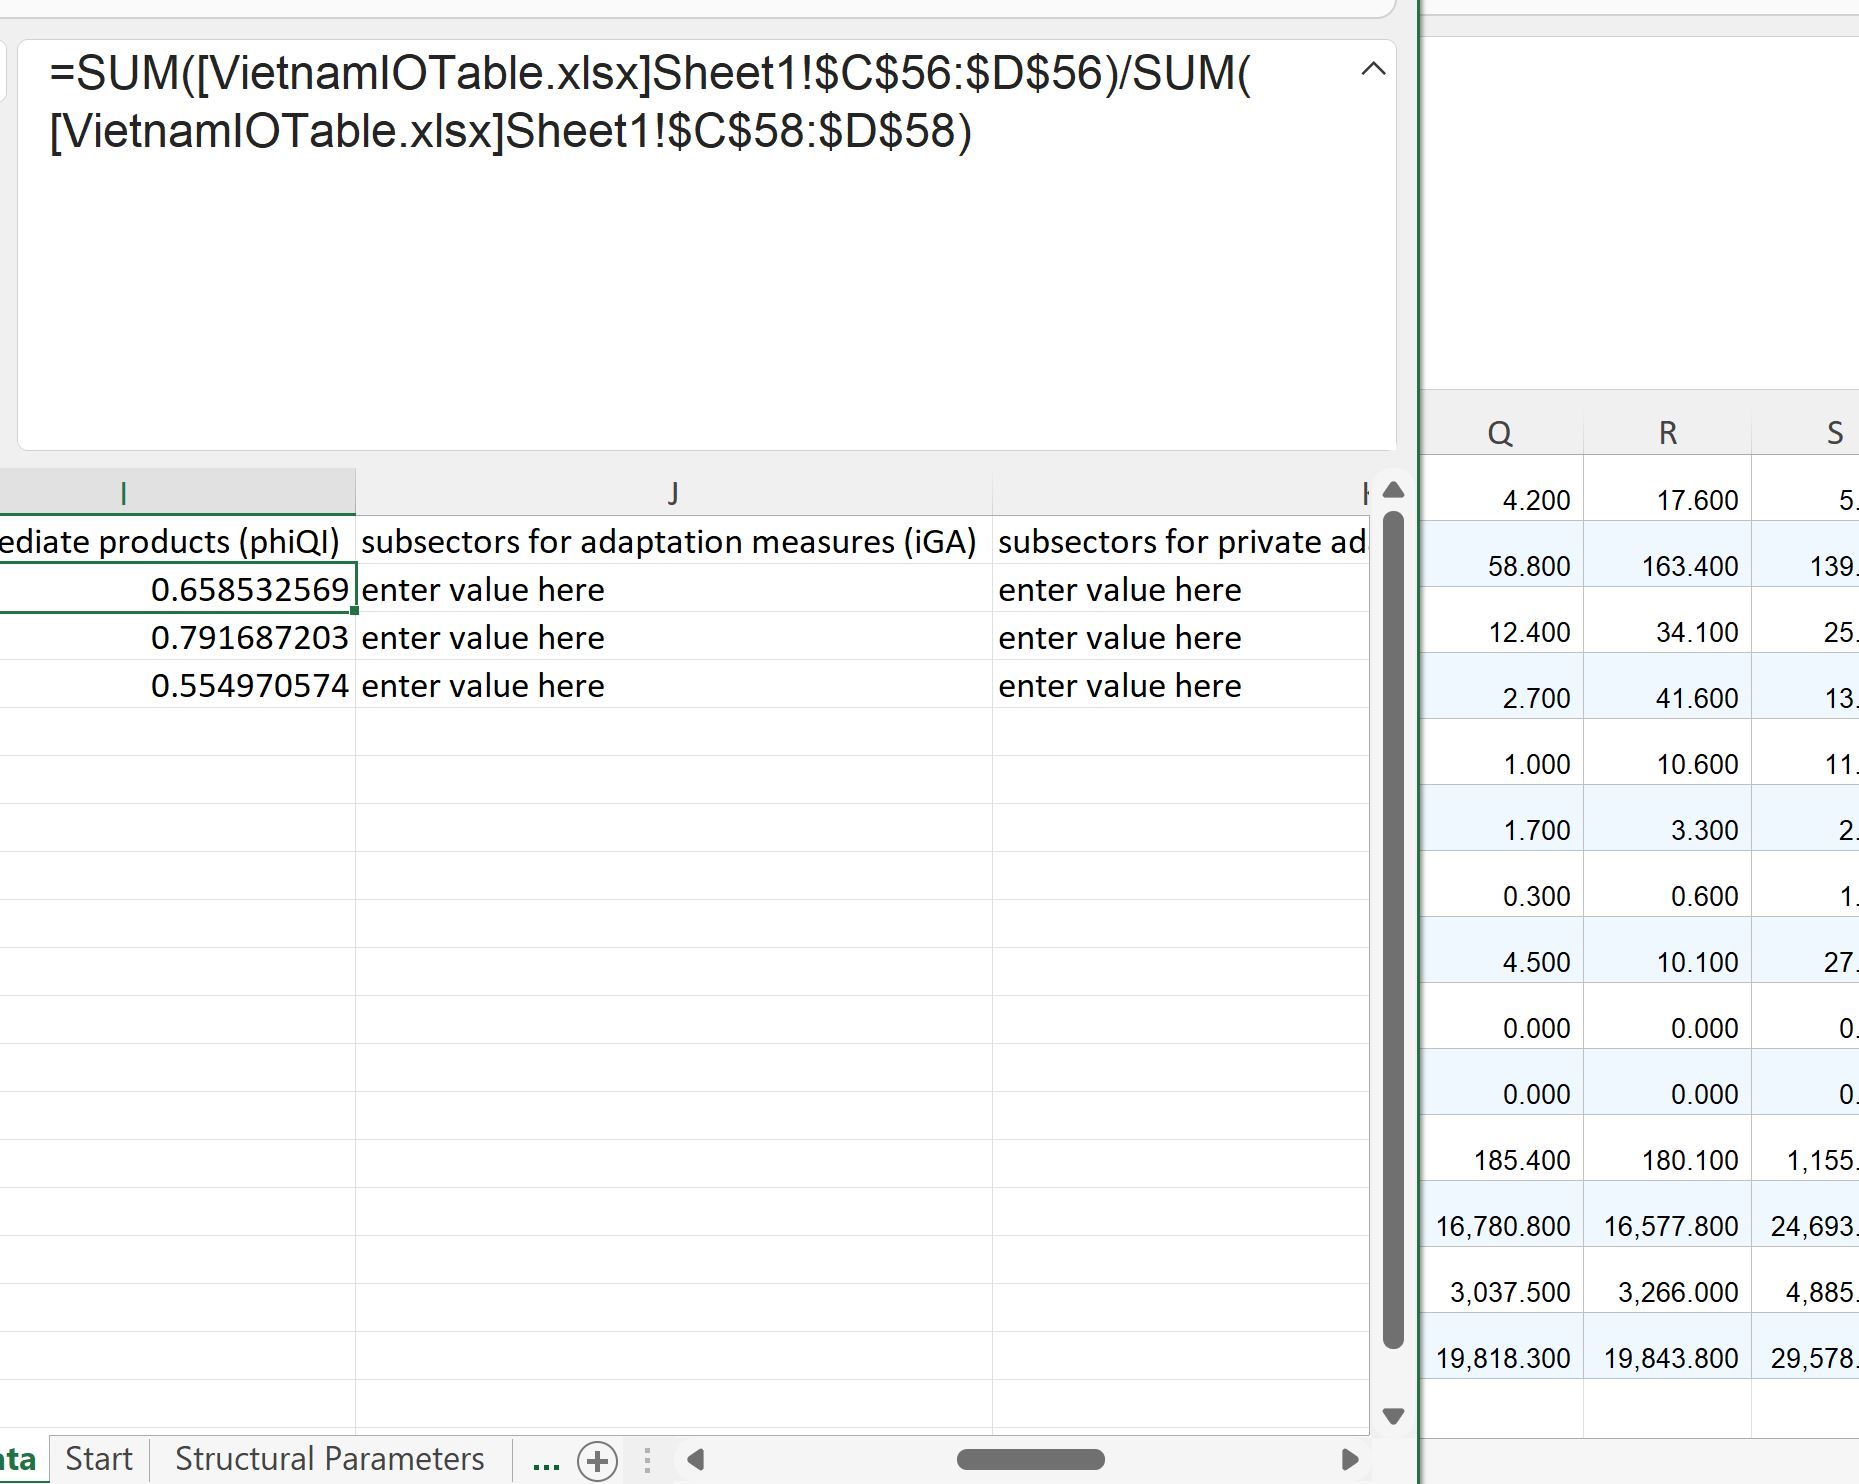 =SUM([VietnamIOTable.xlsx]Sheet1!$C$56:$D$56)/SUM(
[VietnamIOTable.xlsx]Sheet1!$C$58:$D$58)
I J
ediate products (phiQI) subsectors for adaptation measures (iGA) subsectors for private ad
0.658532569 enter value here enter value here
0.791687203 enter value here enter value here
0.554970574 enter value here enter value here
Q R S
4.200 17.600 5.
58.800 163.400 139.
12.400 34.100 25.
2.700 41.600 13.
1.000 10.600 11.
1.700 3.300 2.
0.300 0.600 1.
4.500 10.100 27.
0.000 0.000 0.
0.000 0.000 0.
185.400 180.100 1,155.
16,780.800 16,577.800 24,693.
3,037.500 3,266.000 4,885.
19,818.300 19,843.800 29,578.
ata Start Structural Parameters ...